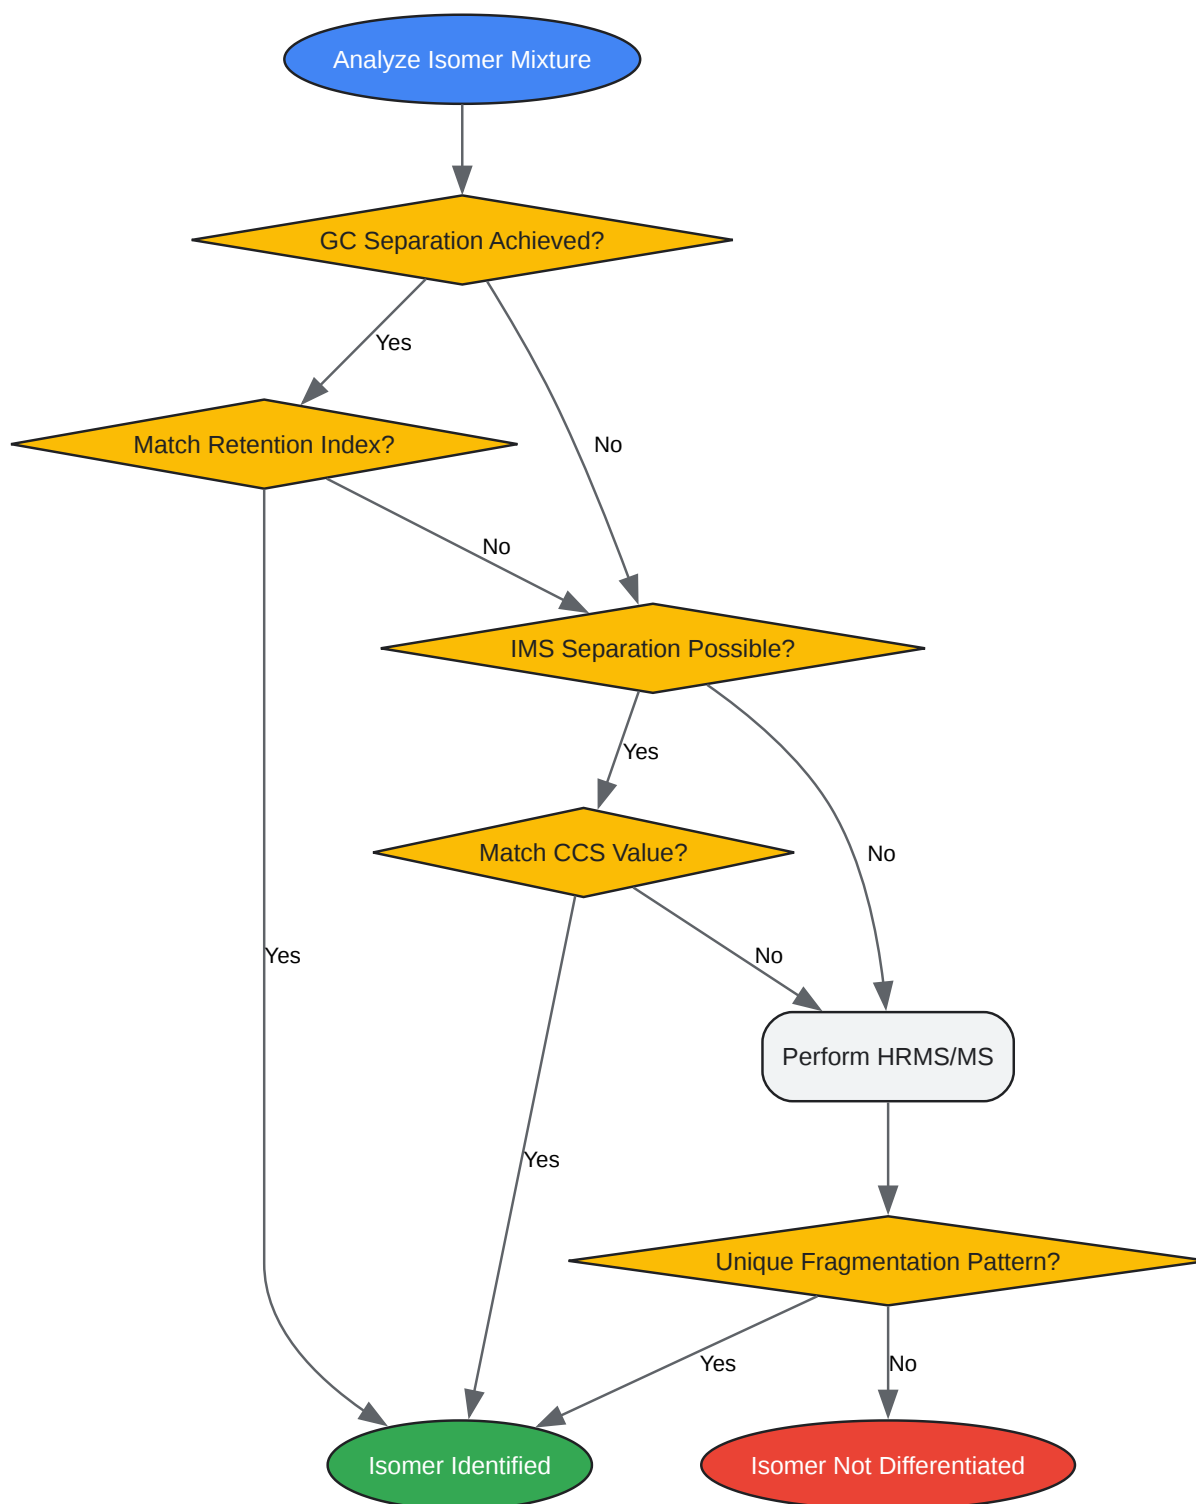 Analyze Isomer Mixture
GC Separation Achieved?
Yes
Match Retention Index?
No
No
IMS Separation Possible?
Yes
Match CCS Value?
No
Yes
No
Perform HRMS/MS
Yes
Unique Fragmentation Pattern?
Yes
No
Isomer Identified
Isomer Not Differentiated